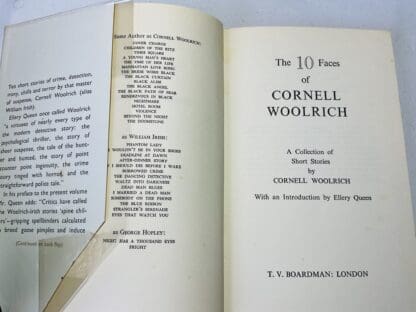 Ten short stories of crime, detection,
irony, chills and terror by that master
of suspense, Cornell Woolrich (alias
William Irish).
Ellery Queen once called Woolrich
"a virtuoso of nearly every type of
the modern detective story: the
psychological thriller, the story of
sheer suspense, the tale of the hunt-
er and hunted, the story of point
counter point ingenuity, the crime
story tinged with horror, and the
straightforward police tale."
In his preface to the present volume
Mr. Queen adds: "Critics have called
the Woolrich-Irish stories 'spine chill-
ers'—gripping spellbinders calculated
to bring goose pimples and induce
(Continued on back flap)
Same Author as CORNELL WOOLRICH:
COVER CHARGE
CHILDREN OF THE RITZ
TIMES SQUARE
A YOUNG MAN'S HEART
THE TIME OF HER LIFE
MANHATTAN LOVE SONG
THE BRIDE WORE BLACK
THE BLACK CURTAIN
BLACK ALIBI
THE BLACK ANGEL
THE BLACK PATH OF FEAR
RENDEZVOUS IN BLACK
NIGHTMARE
HOTEL ROOM
VIOLENCE
BEYOND THE NIGHT
THE DOOMSTONE
as WILLIAM IRISH:
PHANTOM LADY
I WOULDN'T BE IN YOUR SHOES
DEADLINE AT DAWN
AFTER-DINNER STORY
IF I SHOULD DIE BEFORE I WAKE
BORROWED CRIME
THE DANCING DETECTIVE
WALTZ INTO DARKNESS
DEAD MAN BLUES
I MARRIED A DEAD MAN
SOMEBODY ON THE PHONE
THE BLUE RIBBON
STRANGLER'S SERENADE
EYES THAT WATCH YOU
as GEORGE HOPLEY:
NIGHT HAS A THOUSAND EYES
FRIGHT
The 10 Faces
of
CORNELL
WOOLRICH
A Collection of
Short Stories
by
CORNELL WOOLRICH
With an Introduction by Ellery Queen
T. V. BOARDMAN: LONDON